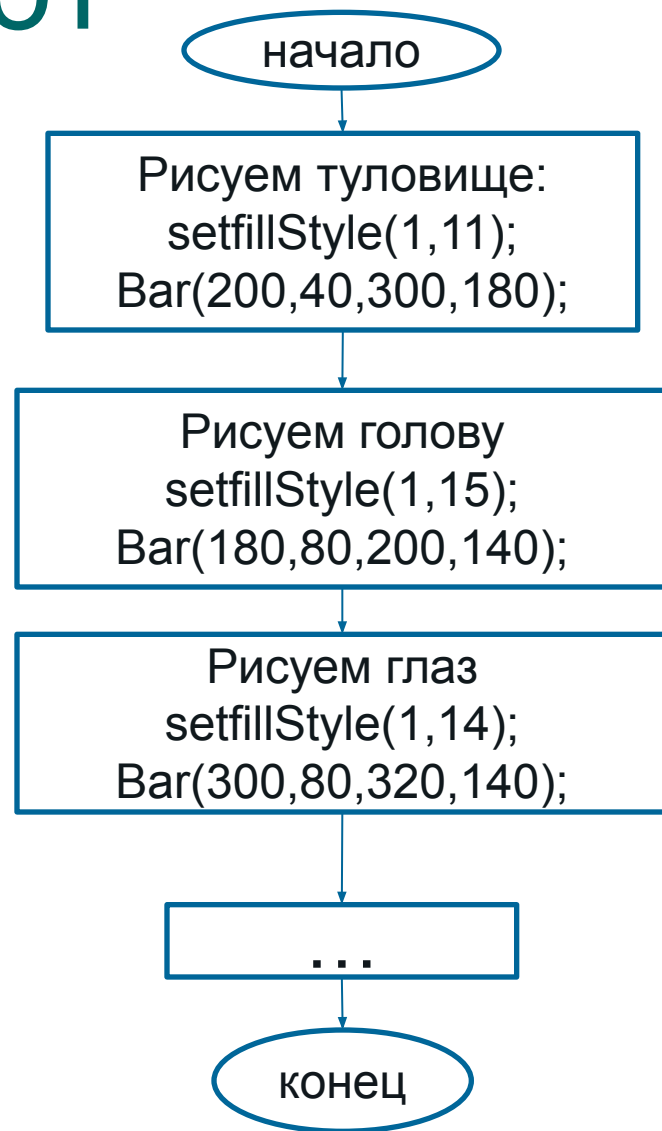 начало
Рисуем туловище:
setfillStyle(1,11);
Bar(200,40,300,180);
Рисуем голову
setfillStyle(1,15);
Bar(180,80,200,140);
Рисуем глаз
setfillStyle(1,14);
Bar(300,80,320,140);
...
конец